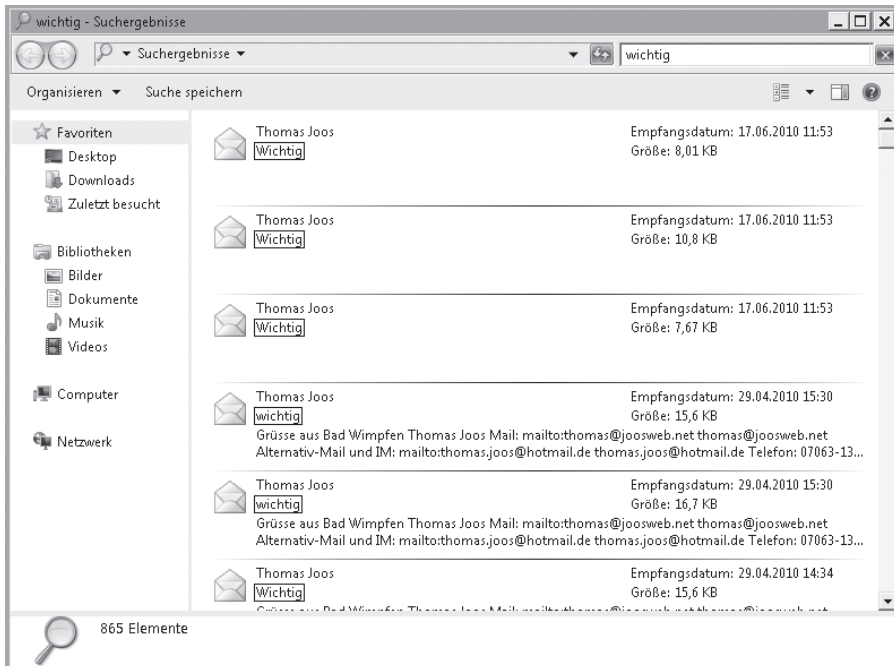 wichtig - Suchergebnisse
Suchergebnisse
wichtig
Organisieren
Suche speichern
Favoriten
Desktop
Downloads
Zuletzt besucht
Bibliotheken
Bilder
Dokumente
Musik
Videos
Computer
Netzwerk
Thomas Joos Empfangsdatum: 17.06.2010 11:53
Wichtig Größe: 8,01 KB
Thomas Joos Empfangsdatum: 17.06.2010 11:53
Wichtig Größe: 10,8 KB
Thomas Joos Empfangsdatum: 17.06.2010 11:53
Wichtig Größe: 7,67 KB
Thomas Joos Empfangsdatum: 29.04.2010 15:30
wichtig Größe: 15,6 KB
Grüsse aus Bad Wimpfen Thomas Joos Mail: mailto:thomas@joosweb.net thomas@joosweb.net
Alternativ-Mail und IM: mailto:thomas.joos@hotmail.de thomas.joos@hotmail.de Telefon: 07063-13...
Thomas Joos Empfangsdatum: 29.04.2010 15:30
wichtig Größe: 16,7 KB
Grüsse aus Bad Wimpfen Thomas Joos Mail: mailto:thomas@joosweb.net thomas@joosweb.net
Alternativ-Mail und IM: mailto:thomas.joos@hotmail.de thomas.joos@hotmail.de Telefon: 07063-13...
Thomas Joos Empfangsdatum: 29.04.2010 14:34
Wichtig Größe: 15,6 KB
865 Elemente